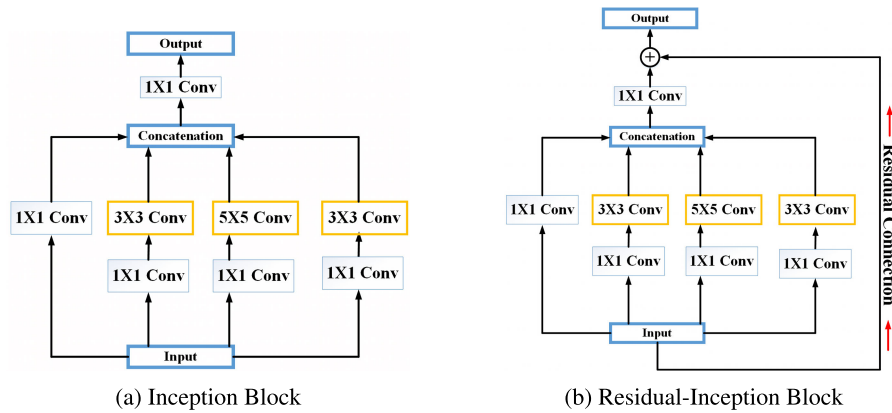 Output
1X1 Conv
Concatenation
1X1 Conv
3X3 Conv
5X5 Conv
3X3 Conv
1X1 Conv
1X1 Conv
1X1 Conv
Input
(a) Inception Block
Output
+
1X1 Conv
Concatenation
1X1 Conv
3X3 Conv
5X5 Conv
3X3 Conv
1X1 Conv
1X1 Conv
1X1 Conv
Input
Residual Connection
(b) Residual-Inception Block